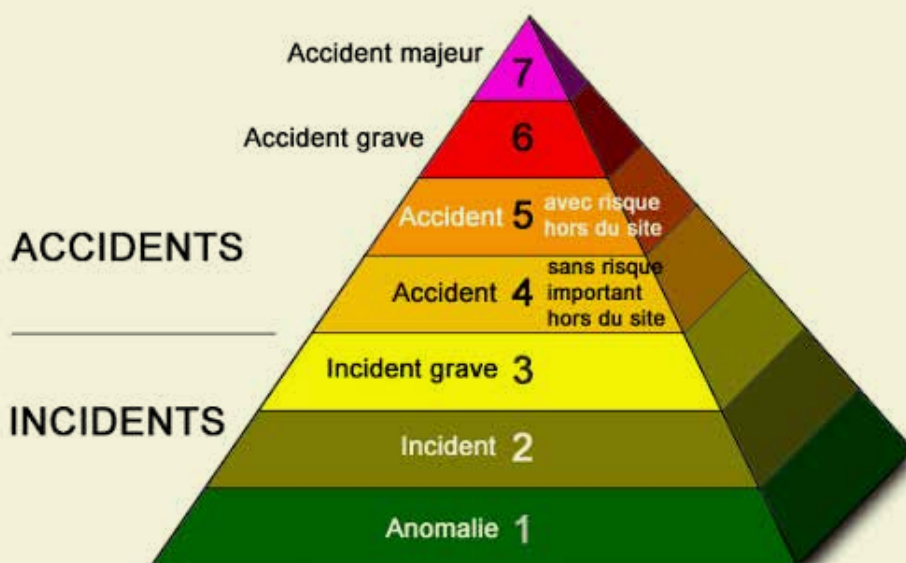 Accident majeur 7
Accident grave 6
ACCIDENTS
Accident 5 avec risque
hors du site
Accident 4 sans risque
important
hors du site
Incident grave 3
INCIDENTS
Incident 2
Anomalie 1